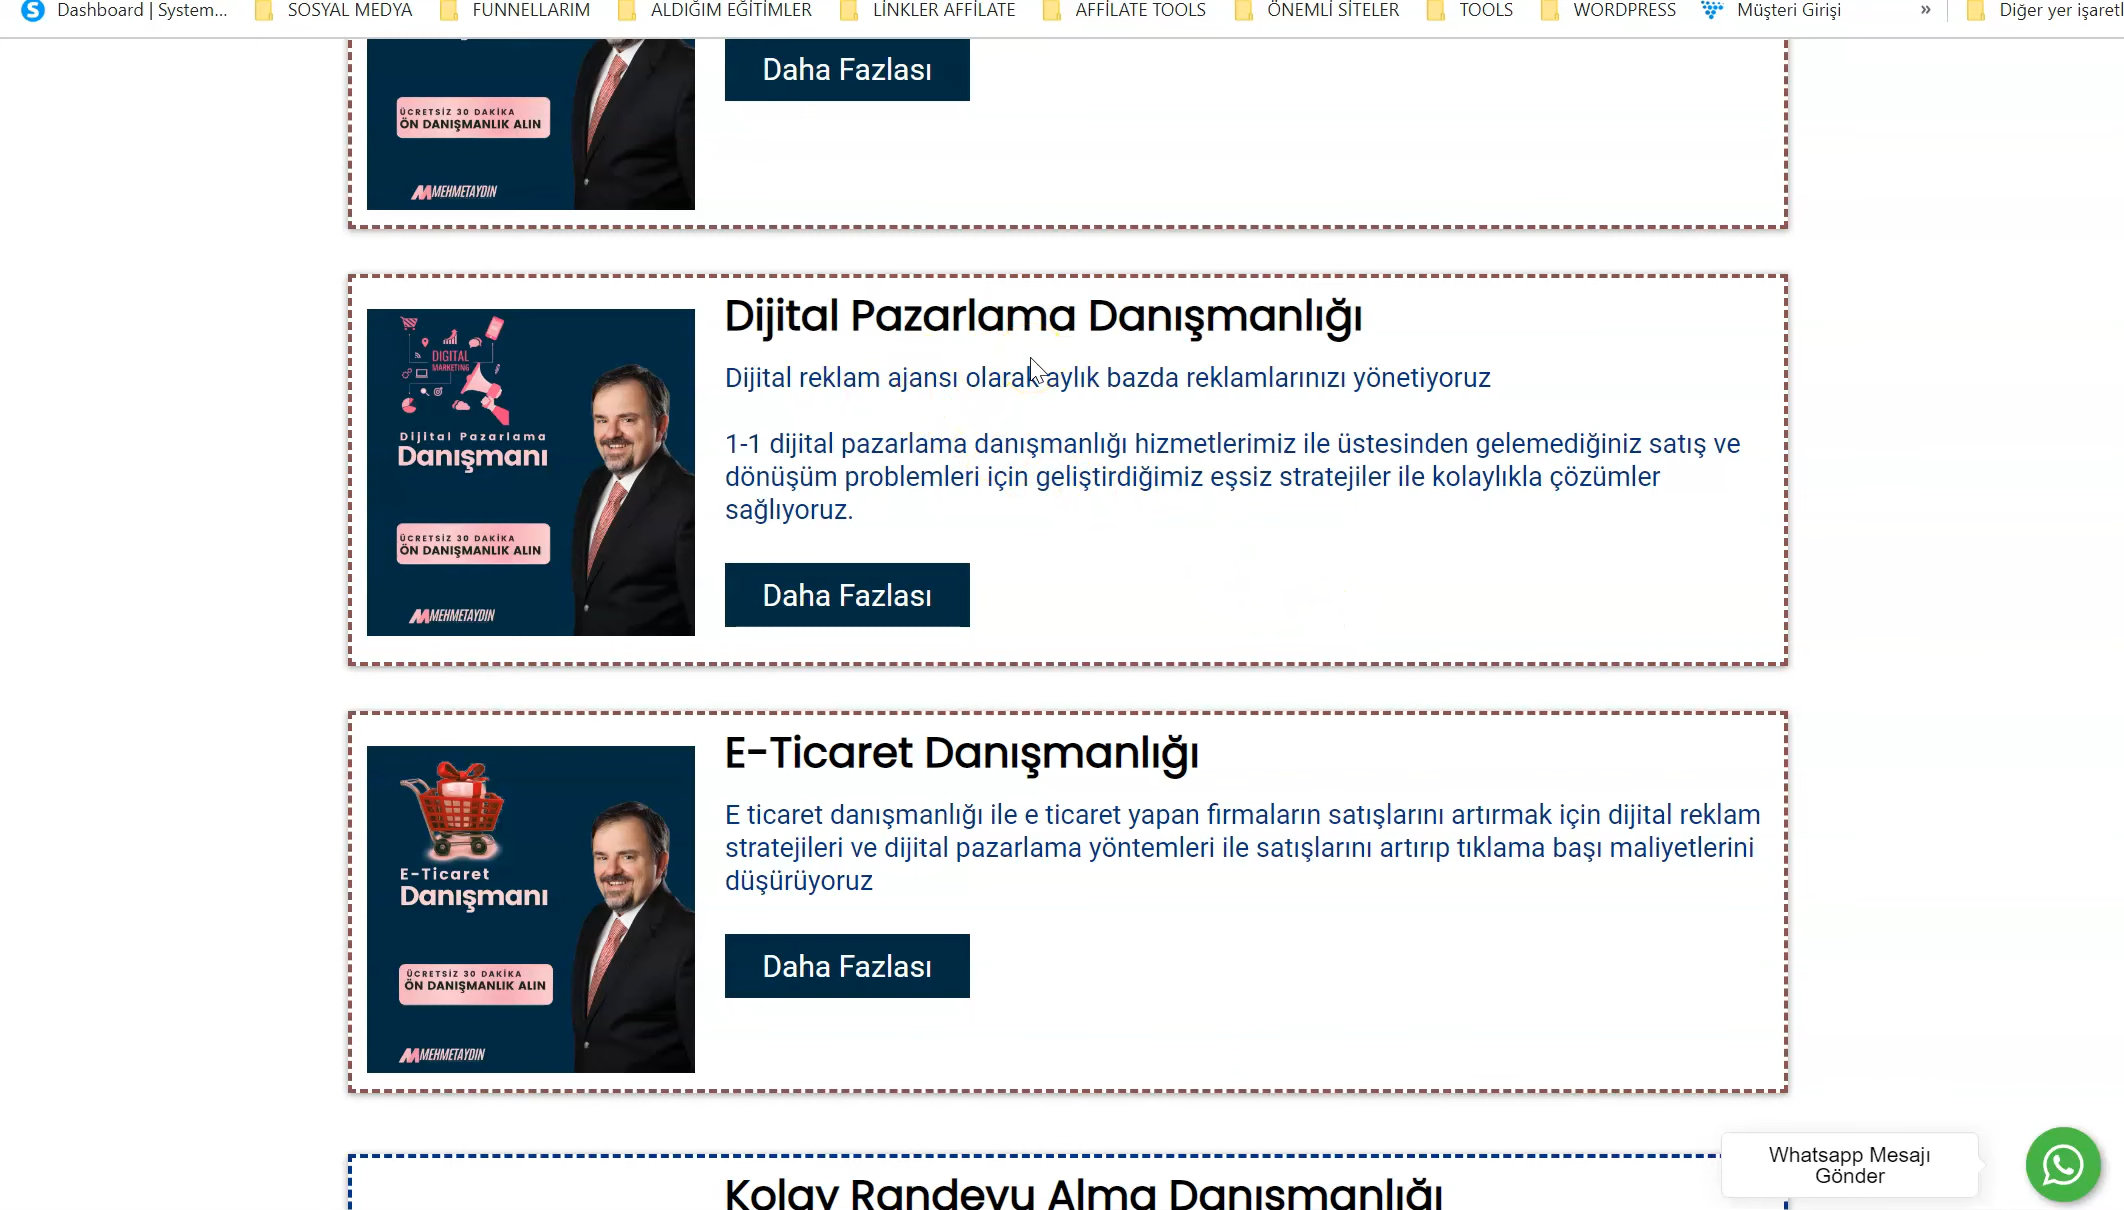 Dashboard | System...
SOSYAL MEDYA
FUNNELLARIM
ALDIĞIM EĞİTİMLER
LİNKLER AFFİLATE
AFFİLATE TOOLS
ÖNEMLİ SİTELER
TOOLS
WORDPRESS
Müşteri Girişi
»
Diğer yer işaretl
Daha Fazlası
ÜCRETSİZ 30 DAKİKA
ÖN DANIŞMANLIK ALIN
MEHMETAYDIN
Dijital Pazarlama Danışmanlığı
Dijital reklam ajansı olarak aylık bazda reklamlarınızı yönetiyoruz
1-1 dijital pazarlama danışmanlığı hizmetlerimiz ile üstesinden gelemediğiniz satış ve
dönüşüm problemleri için geliştirdiğimiz eşsiz stratejiler ile kolaylıkla çözümler
sağlıyoruz.
Daha Fazlası
DIGITAL
MARKETING
Dijital Pazarlama
Danışmanı
ÜCRETSİZ 30 DAKİKA
ÖN DANIŞMANLIK ALIN
MEHMETAYDIN
E-Ticaret Danışmanlığı
E ticaret danışmanlığı ile e ticaret yapan firmaların satışlarını artırmak için dijital reklam
stratejileri ve dijital pazarlama yöntemleri ile satışlarını artırıp tıklama başı maliyetlerini
düşürüyoruz
Daha Fazlası
E-Ticaret
Danışmanı
ÜCRETSİZ 30 DAKİKA
ÖN DANIŞMANLIK ALIN
MEHMETAYDIN
Kolay Randevu Alma Danışmanlığı
Whatsapp Mesajı
Gönder